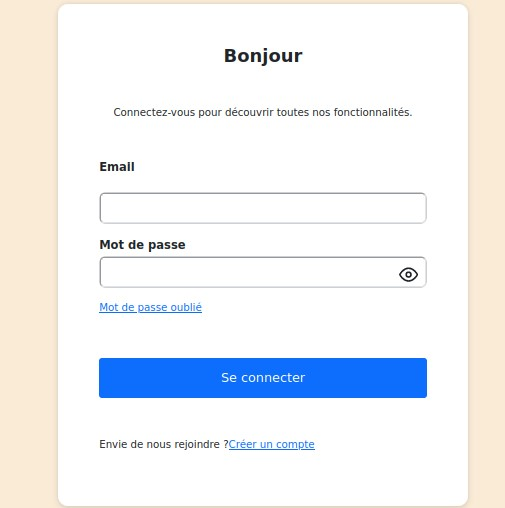 Bonjour
Connectez-vous pour découvrir toutes nos fonctionnalités.
Email
Mot de passe
Mot de passe oublié
Se connecter
Envie de nous rejoindre ?Créer un compte